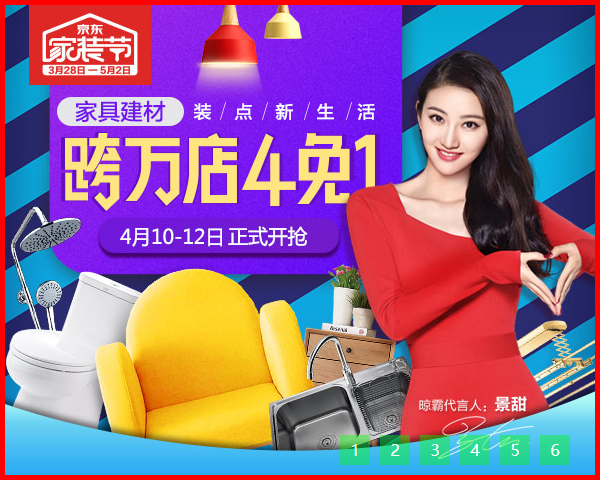 京东
家装节
3月28日—5月2日
家具建材 装/点/新/生/活
跨万店4免1
4月10-12日 正式开抢
Arsenal
晾霸代言人：景甜
1 2 3 4 5 6